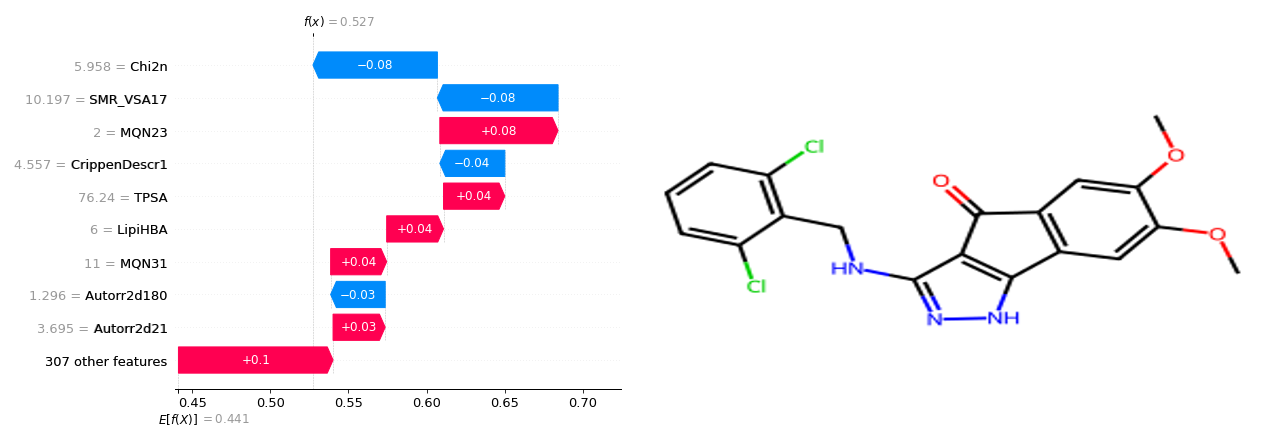 f(x) = 0.527
5.958 = Chi2n
−0.08
10.197 = SMR_VSA17
−0.08
2 = MQN23
+0.08
4.557 = CrippenDescr1
−0.04
76.24 = TPSA
+0.04
6 = LipiHBA
+0.04
11 = MQN31
+0.04
1.296 = Autorr2d180
−0.03
3.695 = Autorr2d21
+0.03
307 other features
+0.1
0.45 0.50 0.55 0.60 0.65 0.70
E[f(X)] = 0.441
Cl
O
O
O
HN
Cl
N
NH